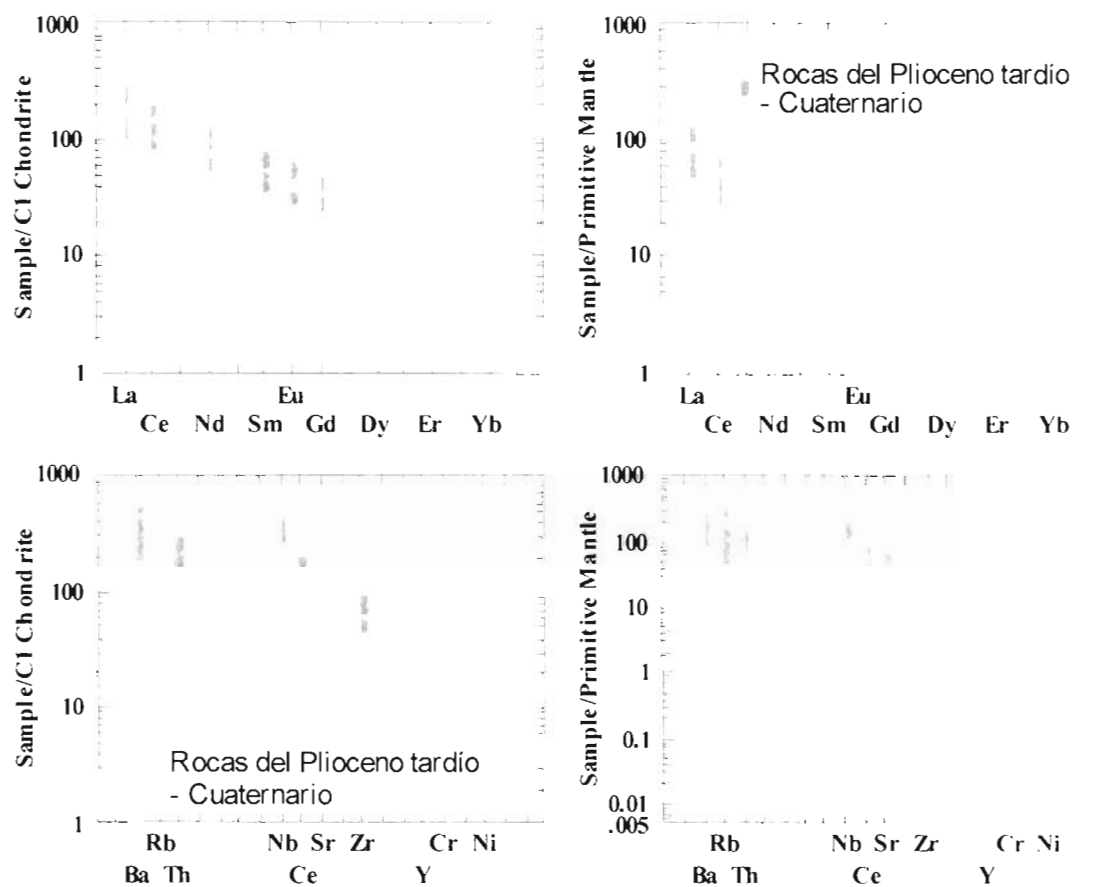 1000
100
10
1
Sample/C1 Chondrite
La Eu
Ce Nd Sm Gd Dy Er Yb
1000
100
10
1
Sample/Primitive Mantle
Rocas del Plioceno tardío
- Cuaternario
La Eu
Ce Nd Sm Gd Dy Er Yb
1000
100
10
1
Sample/C1 Chondrite
Rocas del Plioceno tardío
- Cuaternario
Rb Nb Sr Zr Cr Ni
Ba Th Ce Y
1000
100
10
1
0.1
0.01
.005
Sample/Primitive Mantle
Rb Nb Sr Zr Cr Ni
Ba Th Ce Y